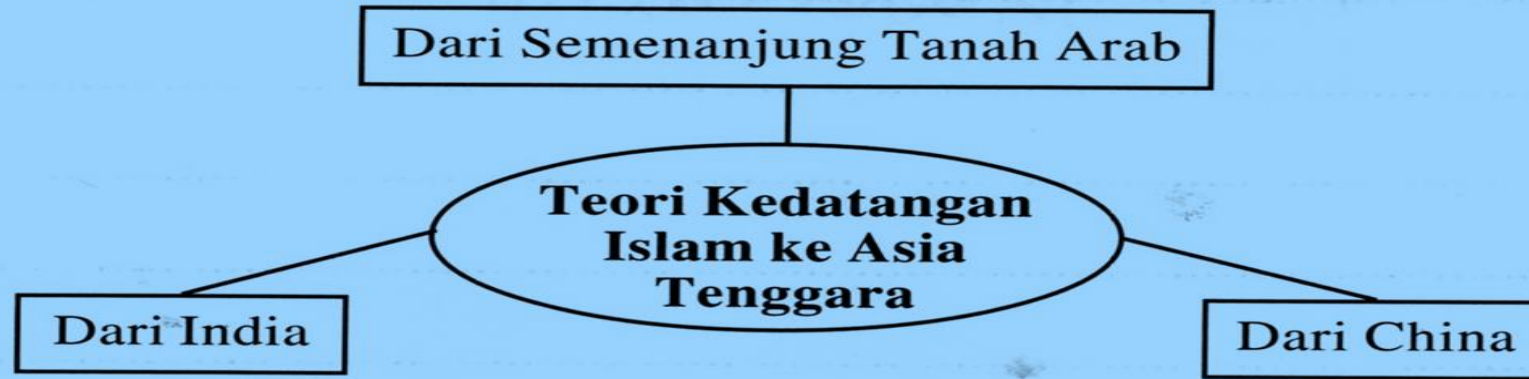 Dari Semenanjung Tanah Arab
Teori Kedatangan
Islam ke Asia
Tenggara
Dari India
Dari China